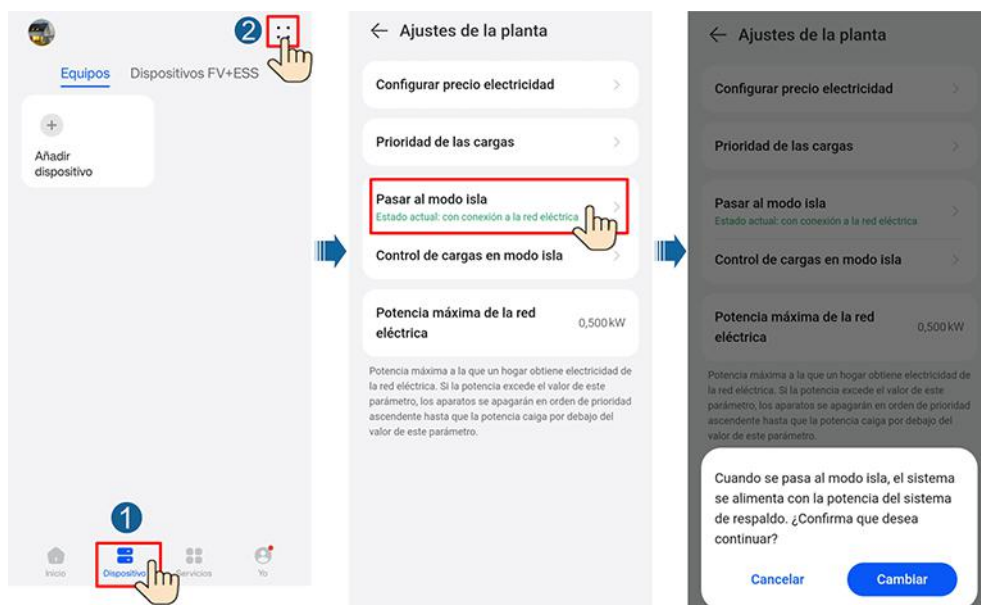 2
Equipos Dispositivos FV+ESS
Añadir
dispositivo
1
Inicio Dispositivo Servicios Yo
Ajustes de la planta
Configurar precio electricidad
Prioridad de las cargas
Pasar al modo isla
Estado actual: con conexión a la red eléctrica
Control de cargas en modo isla
Potencia máxima de la red
eléctrica
0,500 kW
Potencia máxima a la que un hogar obtiene electricidad de
la red eléctrica. Si la potencia excede el valor de este
parámetro, los aparatos se apagarán en orden de prioridad
ascendente hasta que la potencia caiga por debajo del
valor de este parámetro.
Ajustes de la planta
Configurar precio electricidad
Prioridad de las cargas
Pasar al modo isla
Estado actual: con conexión a la red eléctrica
Control de cargas en modo isla
Potencia máxima de la red
eléctrica
0,500 kW
Potencia máxima a la que un hogar obtiene electricidad de
la red eléctrica. Si la potencia excede el valor de este
parámetro, los aparatos se apagarán en orden de prioridad
ascendente hasta que la potencia caiga por debajo del
valor de este parámetro.
Cuando se pasa al modo isla, el sistema
se alimenta con la potencia del sistema
de respaldo. ¿Confirma que desea
continuar?
Cancelar Cambiar